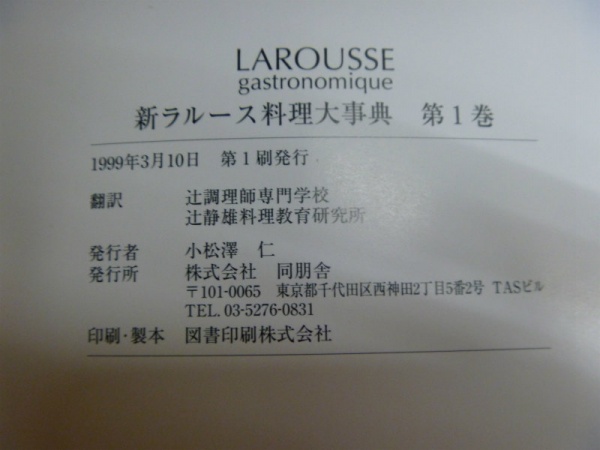 LAROUSSE
gastronomique
新ラルース料理大事典　第1巻
1999年3月10日　第1刷発行
翻訳　辻調理師専門学校
辻静雄料理教育研究所
発行者　小松澤　仁
発行所　株式会社　同朋舎
〒101-0065　東京都千代田区西神田2丁目5番2号　TASビル
TEL. 03-5276-0831
印刷・製本　図書印刷株式会社